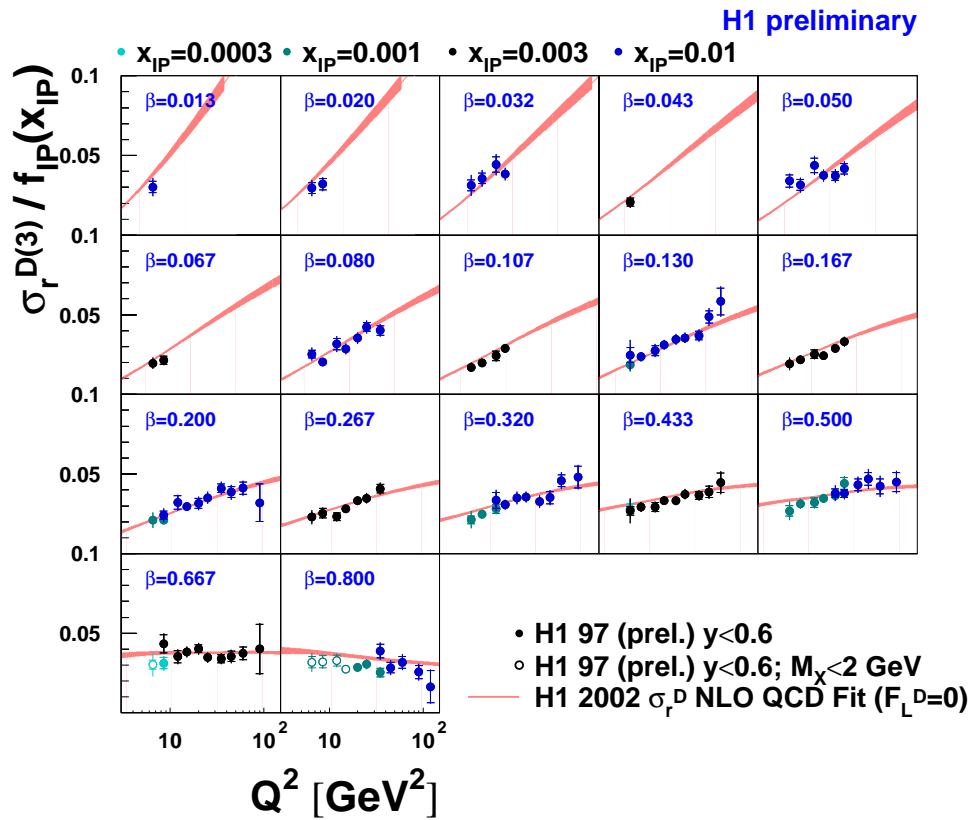 H1 preliminary
x_IP=0.0003 x_IP=0.001 x_IP=0.003 x_IP=0.01
σ_r^D(3) / f_IP(x_IP)
0.1
β=0.013 β=0.020 β=0.032 β=0.043 β=0.050
0.05
0.1
β=0.067 β=0.080 β=0.107 β=0.130 β=0.167
0.05
0.1
β=0.200 β=0.267 β=0.320 β=0.433 β=0.500
0.05
0.1
β=0.667 β=0.800
0.05
H1 97 (prel.) y<0.6
H1 97 (prel.) y<0.6; M_X<2 GeV
H1 2002 σ_r^D NLO QCD Fit (F_L^D=0)
10 10^2 10 10^2
Q^2 [GeV^2]